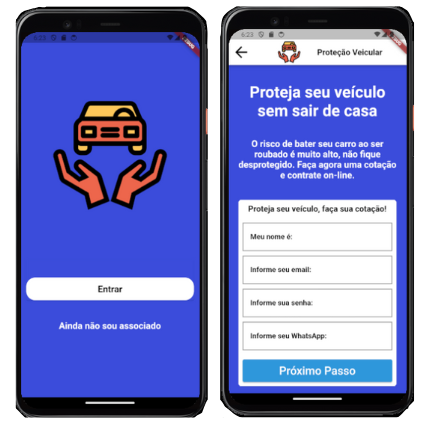 6:23
Entrar
Ainda não sou associado
6:23
Proteção Veicular
Proteja seu veículo
sem sair de casa
O risco de bater seu carro ao ser
roubado é muito alto, não fique
desprotegido. Faça agora uma cotação
e contrate on-line.
Proteja seu veículo, faça sua cotação!
Meu nome é:
Informe seu email:
Informe sua senha:
Informe seu WhatsApp:
Próximo Passo